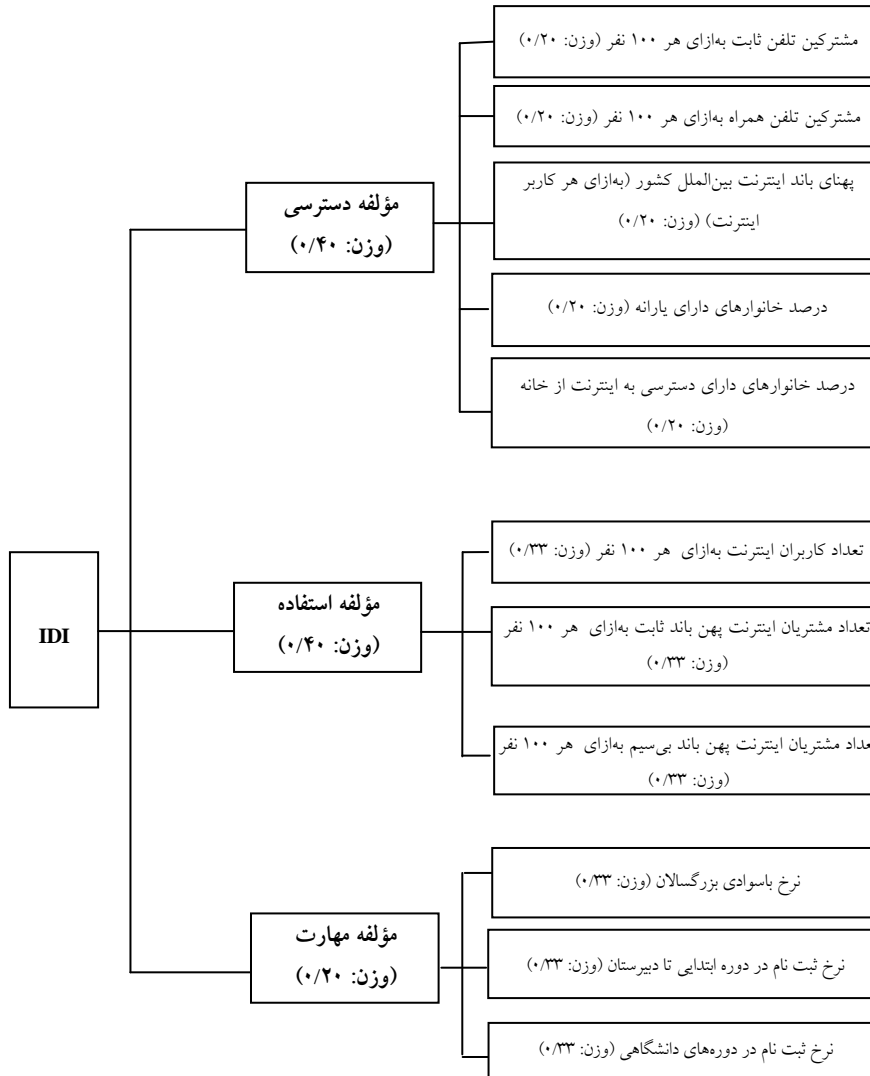 مشترکین تلفن ثابت به‌ازای هر ۱۰۰ نفر (وزن: ۰/۲۰)
مشترکین تلفن همراه به‌ازای هر ۱۰۰ نفر (وزن: ۰/۲۰)
پهنای باند اینترنت بین‌الملل کشور (به‌ازای هر کاربر
اینترنت) (وزن: ۰/۲۰)
درصد خانوارهای دارای یارانه (وزن: ۰/۲۰)
درصد خانوارهای دارای دسترسی به اینترنت از خانه
(وزن: ۰/۲۰)
مؤلفه دسترسی
(وزن: ۰/۴۰)
تعداد کاربران اینترنت به‌ازای هر ۱۰۰ نفر (وزن: ۰/۳۳)
تعداد مشتریان اینترنت پهن باند ثابت به‌ازای هر ۱۰۰ نفر
(وزن: ۰/۳۳)
عداد مشتریان اینترنت پهن باند بی‌سیم به‌ازای هر ۱۰۰ نفر
(وزن: ۰/۳۳)
مؤلفه استفاده
(وزن: ۰/۴۰)
IDI
نرخ باسوادی بزرگسالان (وزن: ۰/۳۳)
نرخ ثبت نام در دوره ابتدایی تا دبیرستان (وزن: ۰/۳۳)
نرخ ثبت نام در دوره‌های دانشگاهی (وزن: ۰/۳۳)
مؤلفه مهارت
(وزن: ۰/۲۰)